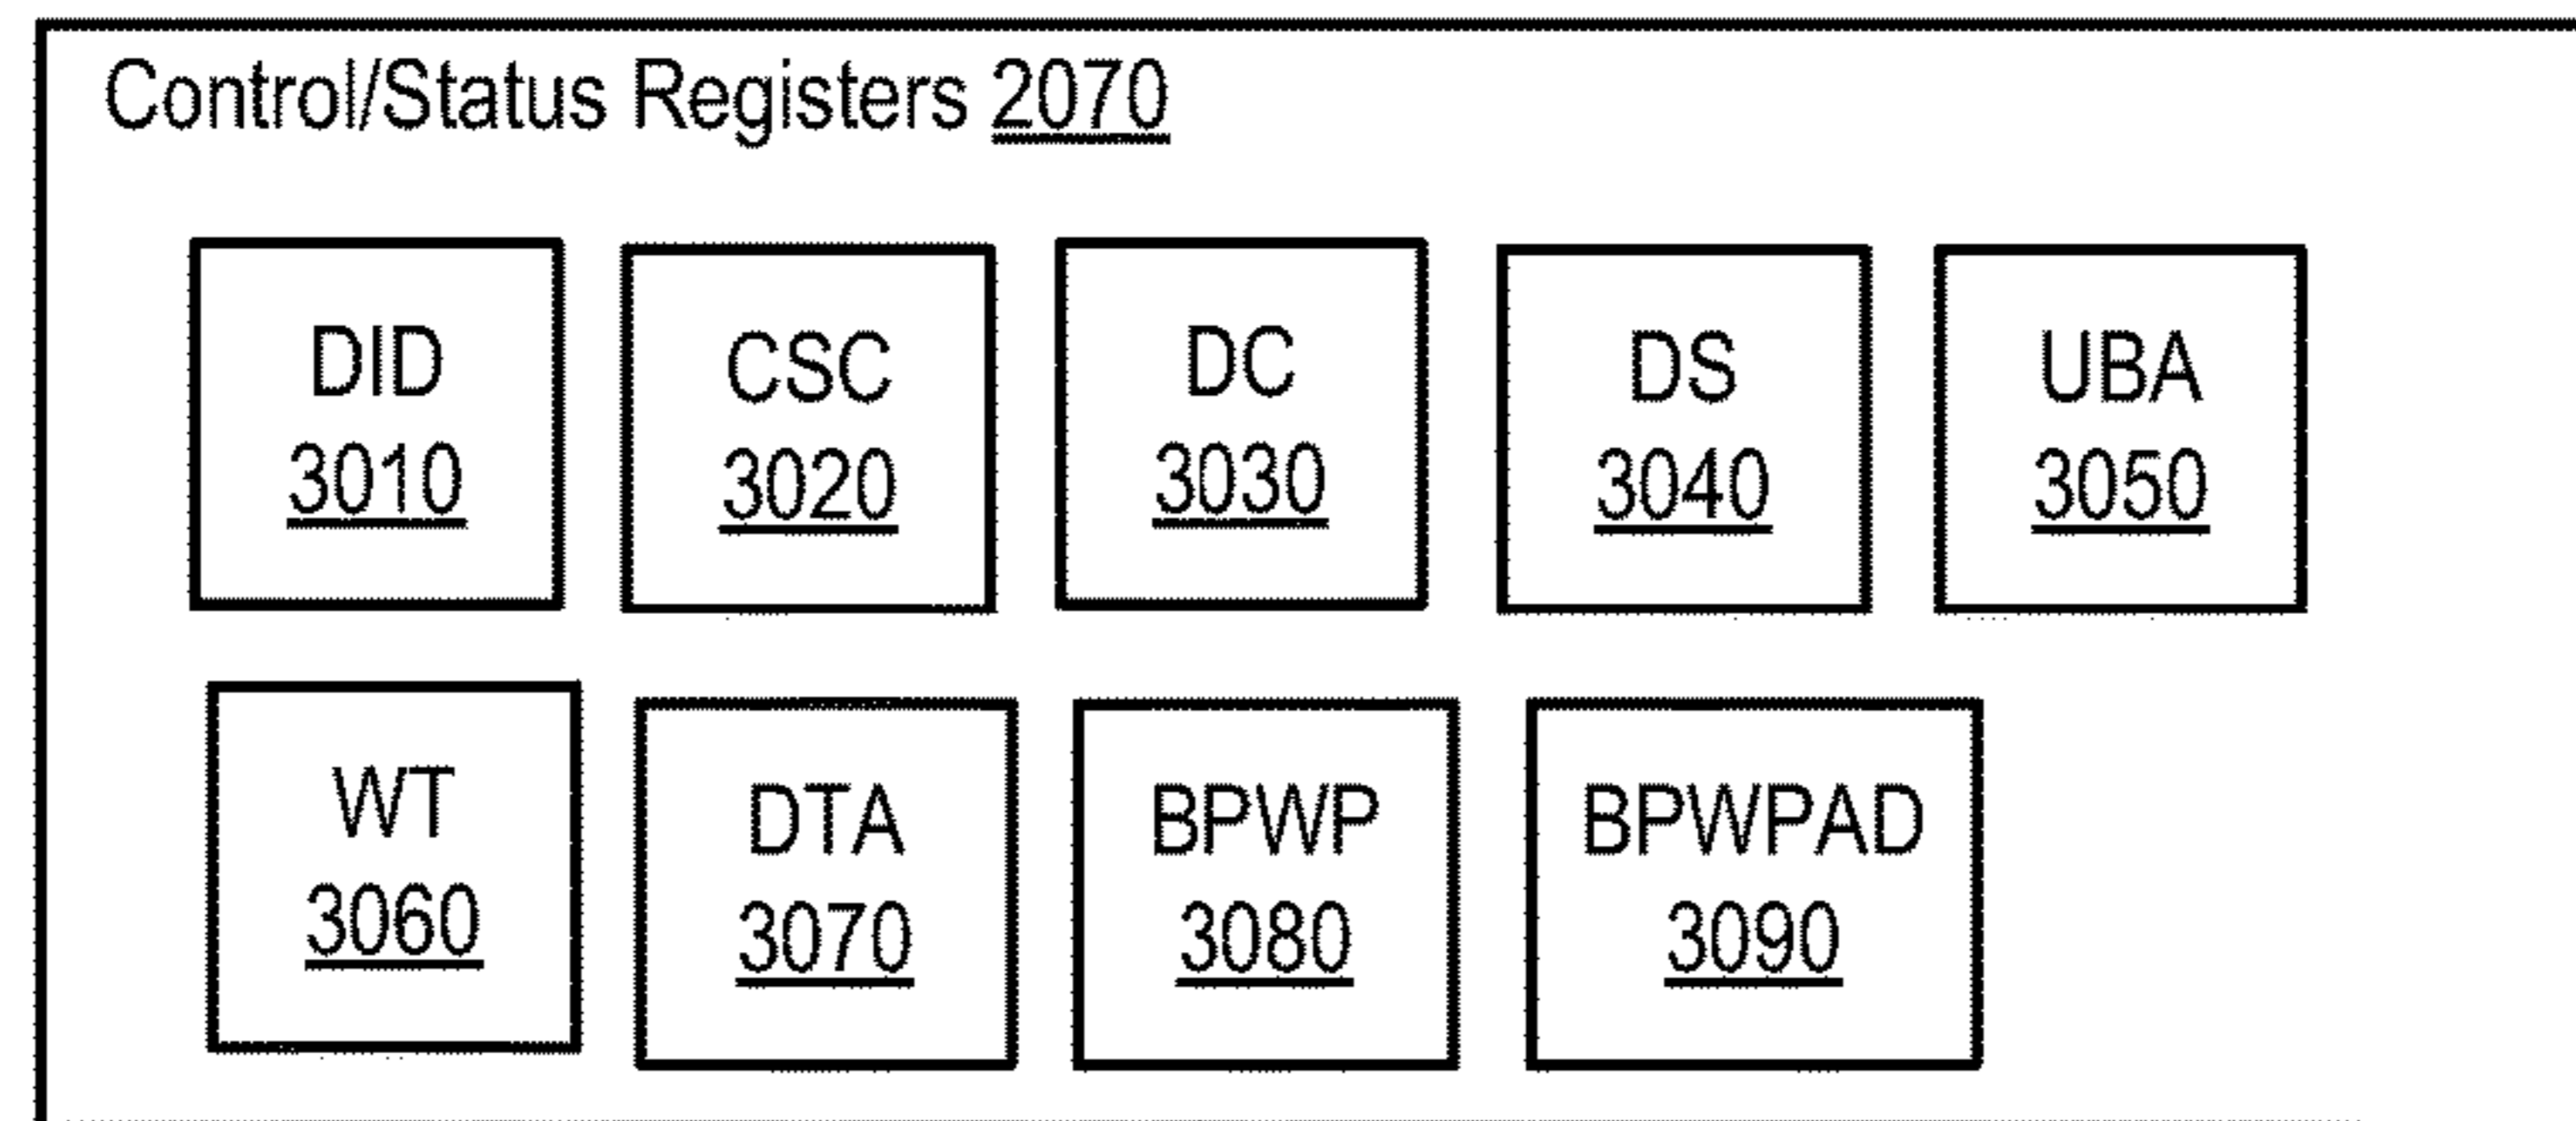 Control/Status Registers 2070
DID
3010
CSC
3020
DC
3030
DS
3040
UBA
3050
WT
3060
DTA
3070
BPWP
3080
BPWPAD
3090